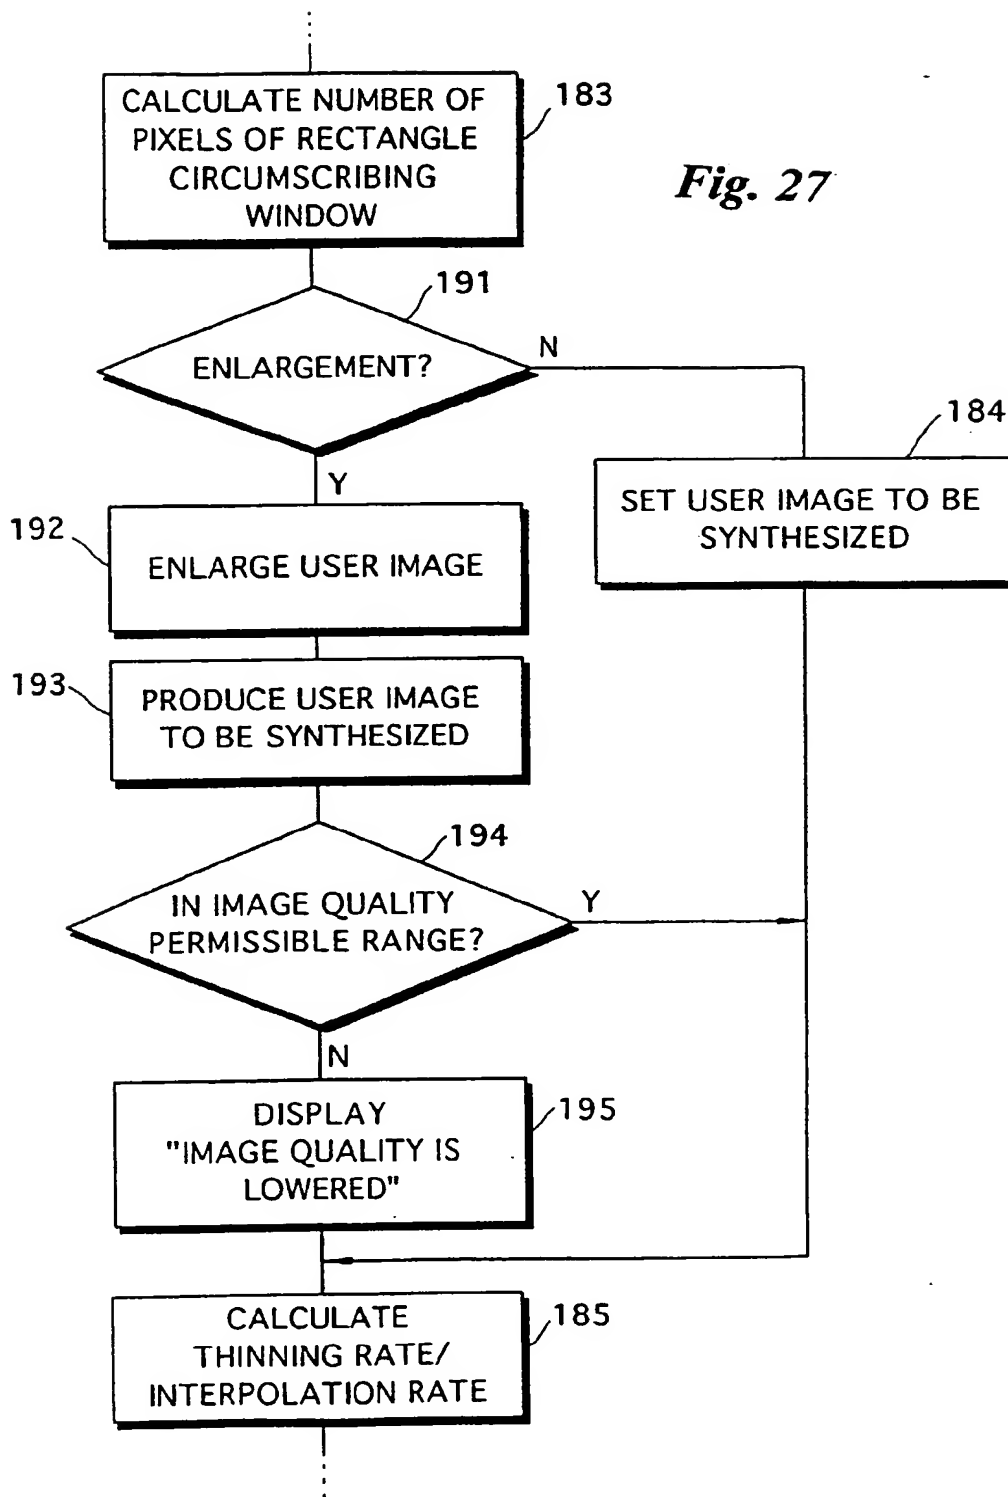 CALCULATE NUMBER OF
PIXELS OF RECTANGLE
CIRCUMSCRIBING
WINDOW
183
Fig. 27
191
ENLARGEMENT?
N
Y
184
SET USER IMAGE TO BE
SYNTHESIZED
192
ENLARGE USER IMAGE
193
PRODUCE USER IMAGE
TO BE SYNTHESIZED
194
IN IMAGE QUALITY
PERMISSIBLE RANGE?
Y
N
DISPLAY
"IMAGE QUALITY IS
LOWERED"
195
CALCULATE
THINNING RATE/
INTERPOLATION RATE
185